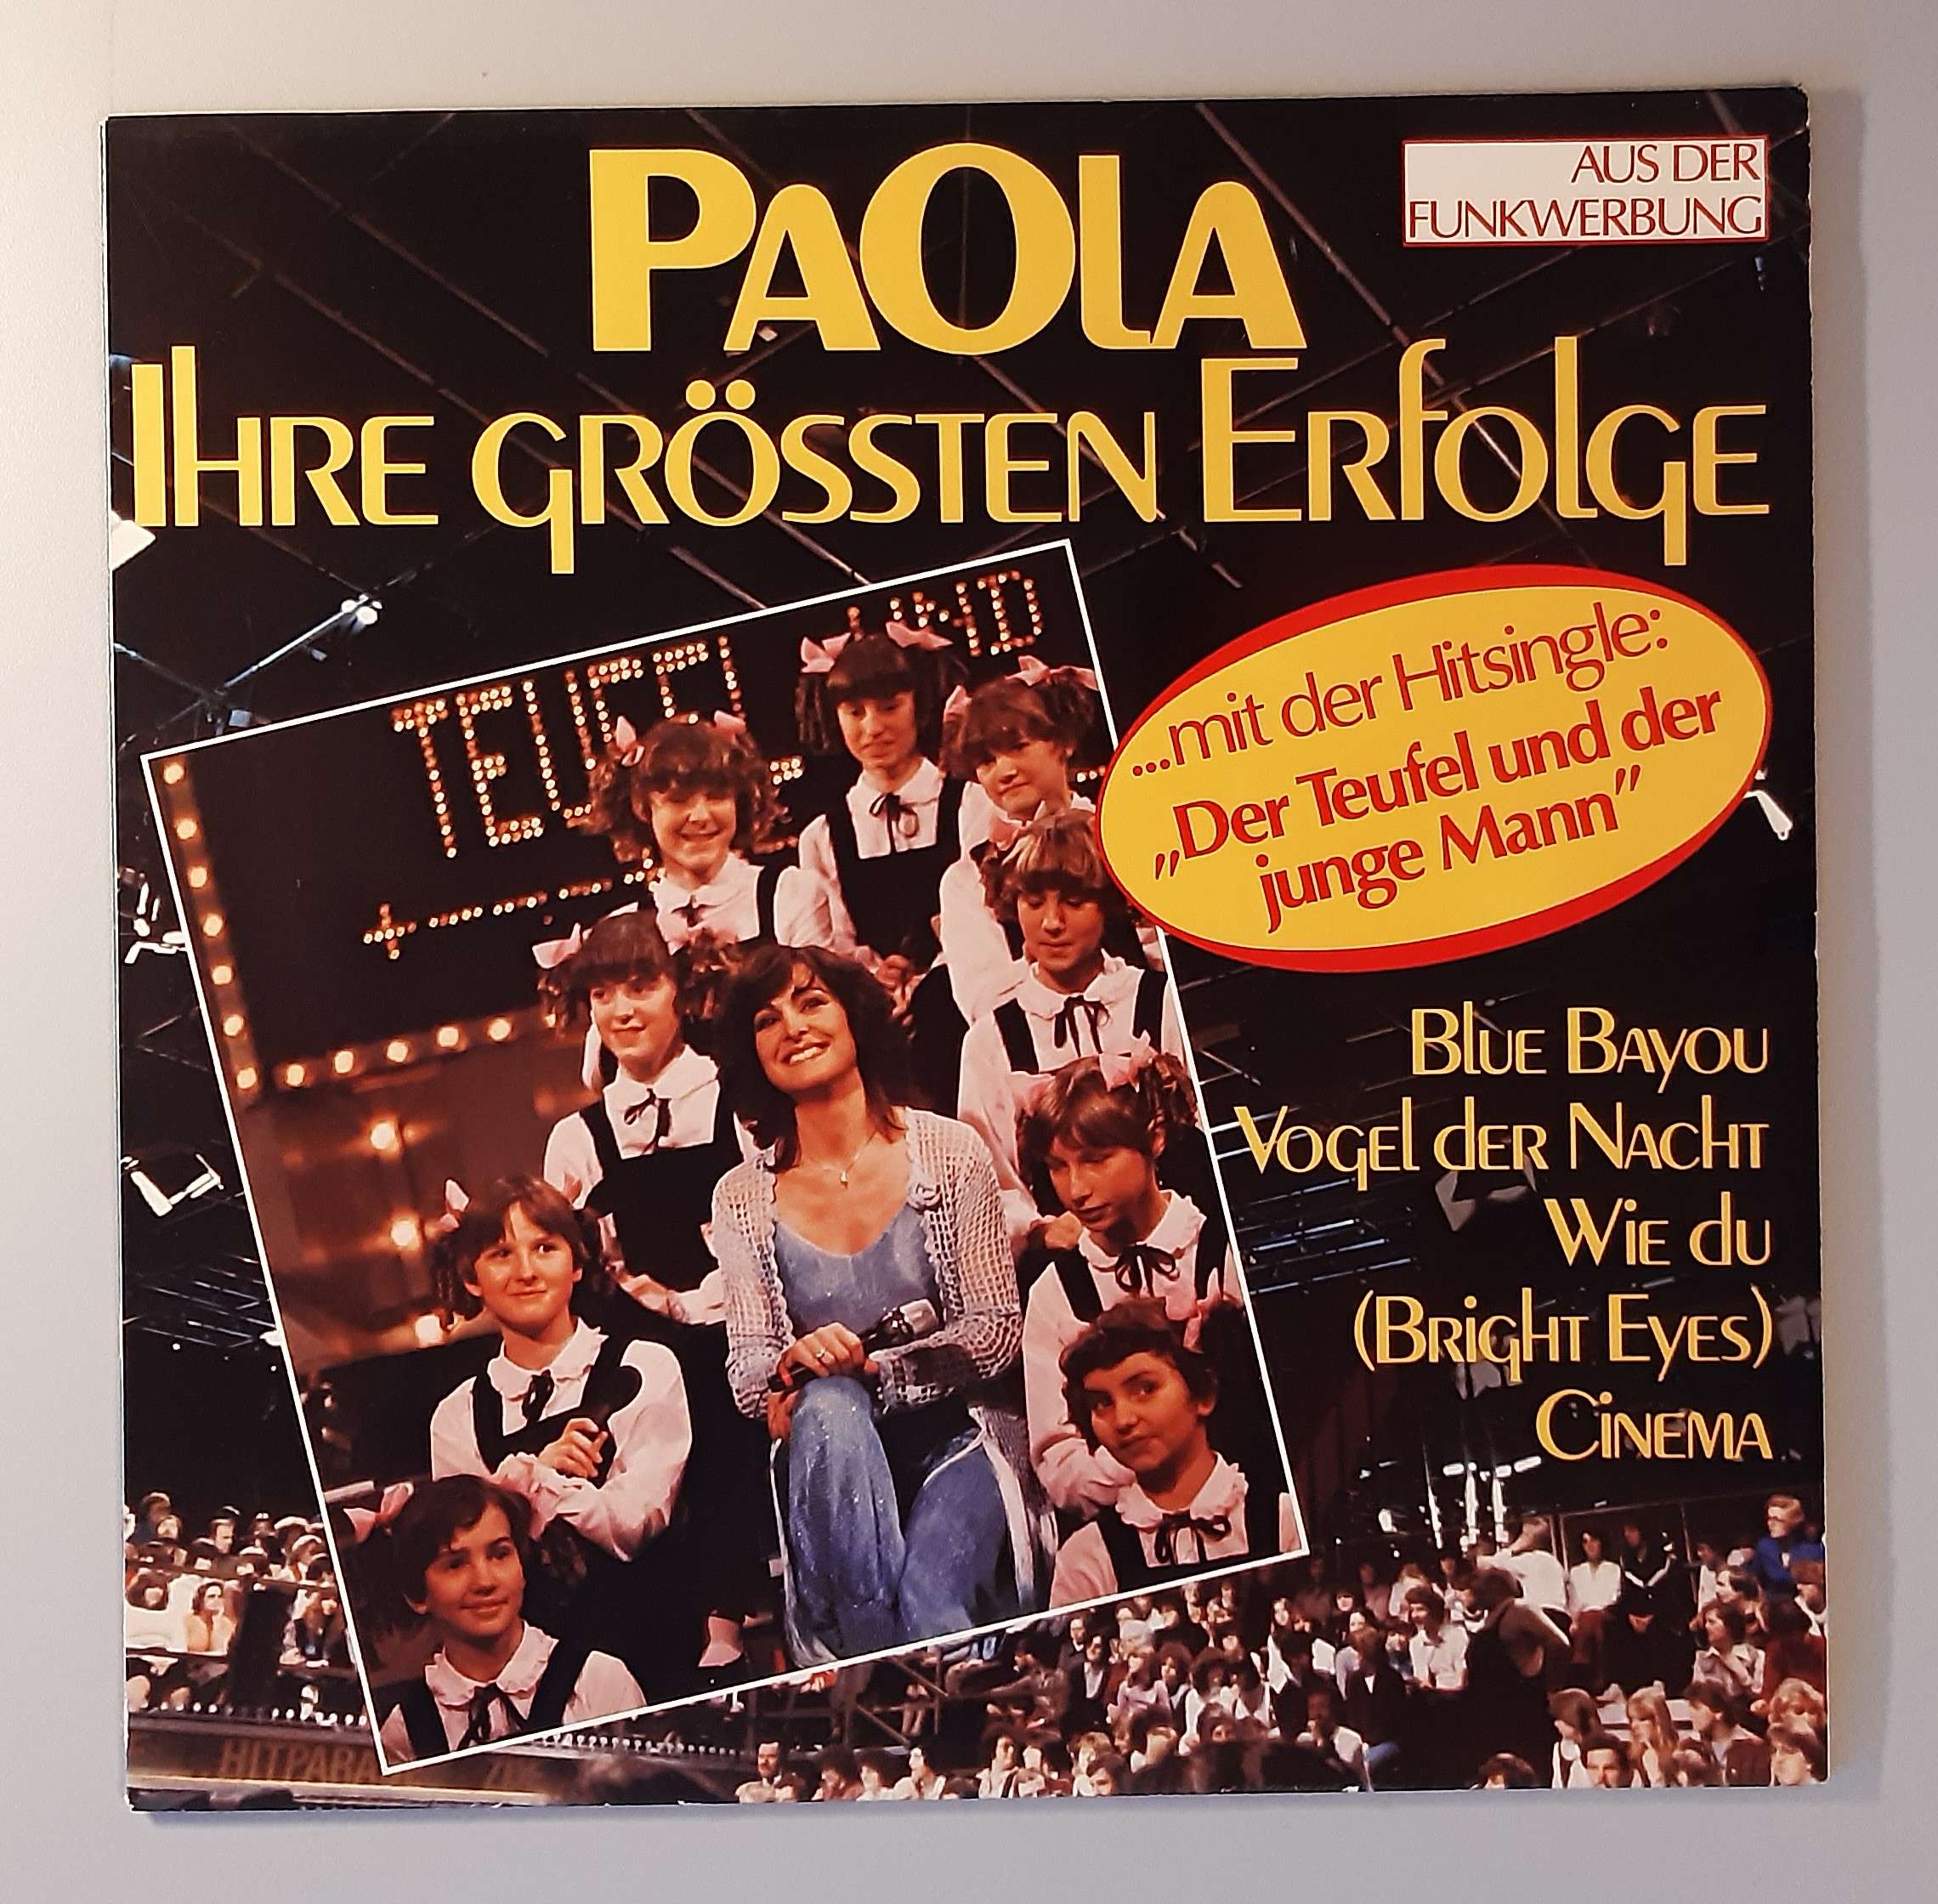 PAOLA
AUS DER
FUNKWERBUNG
IHRE GRÖSSTEN ERFOLGE
TEUFEL UND
...mit der Hitsingle:
„Der Teufel und der
junge Mann”
BLUE BAYOU
VOGEL DER NACHT
WIE DU
(BRIGHT EYES)
CINEMA